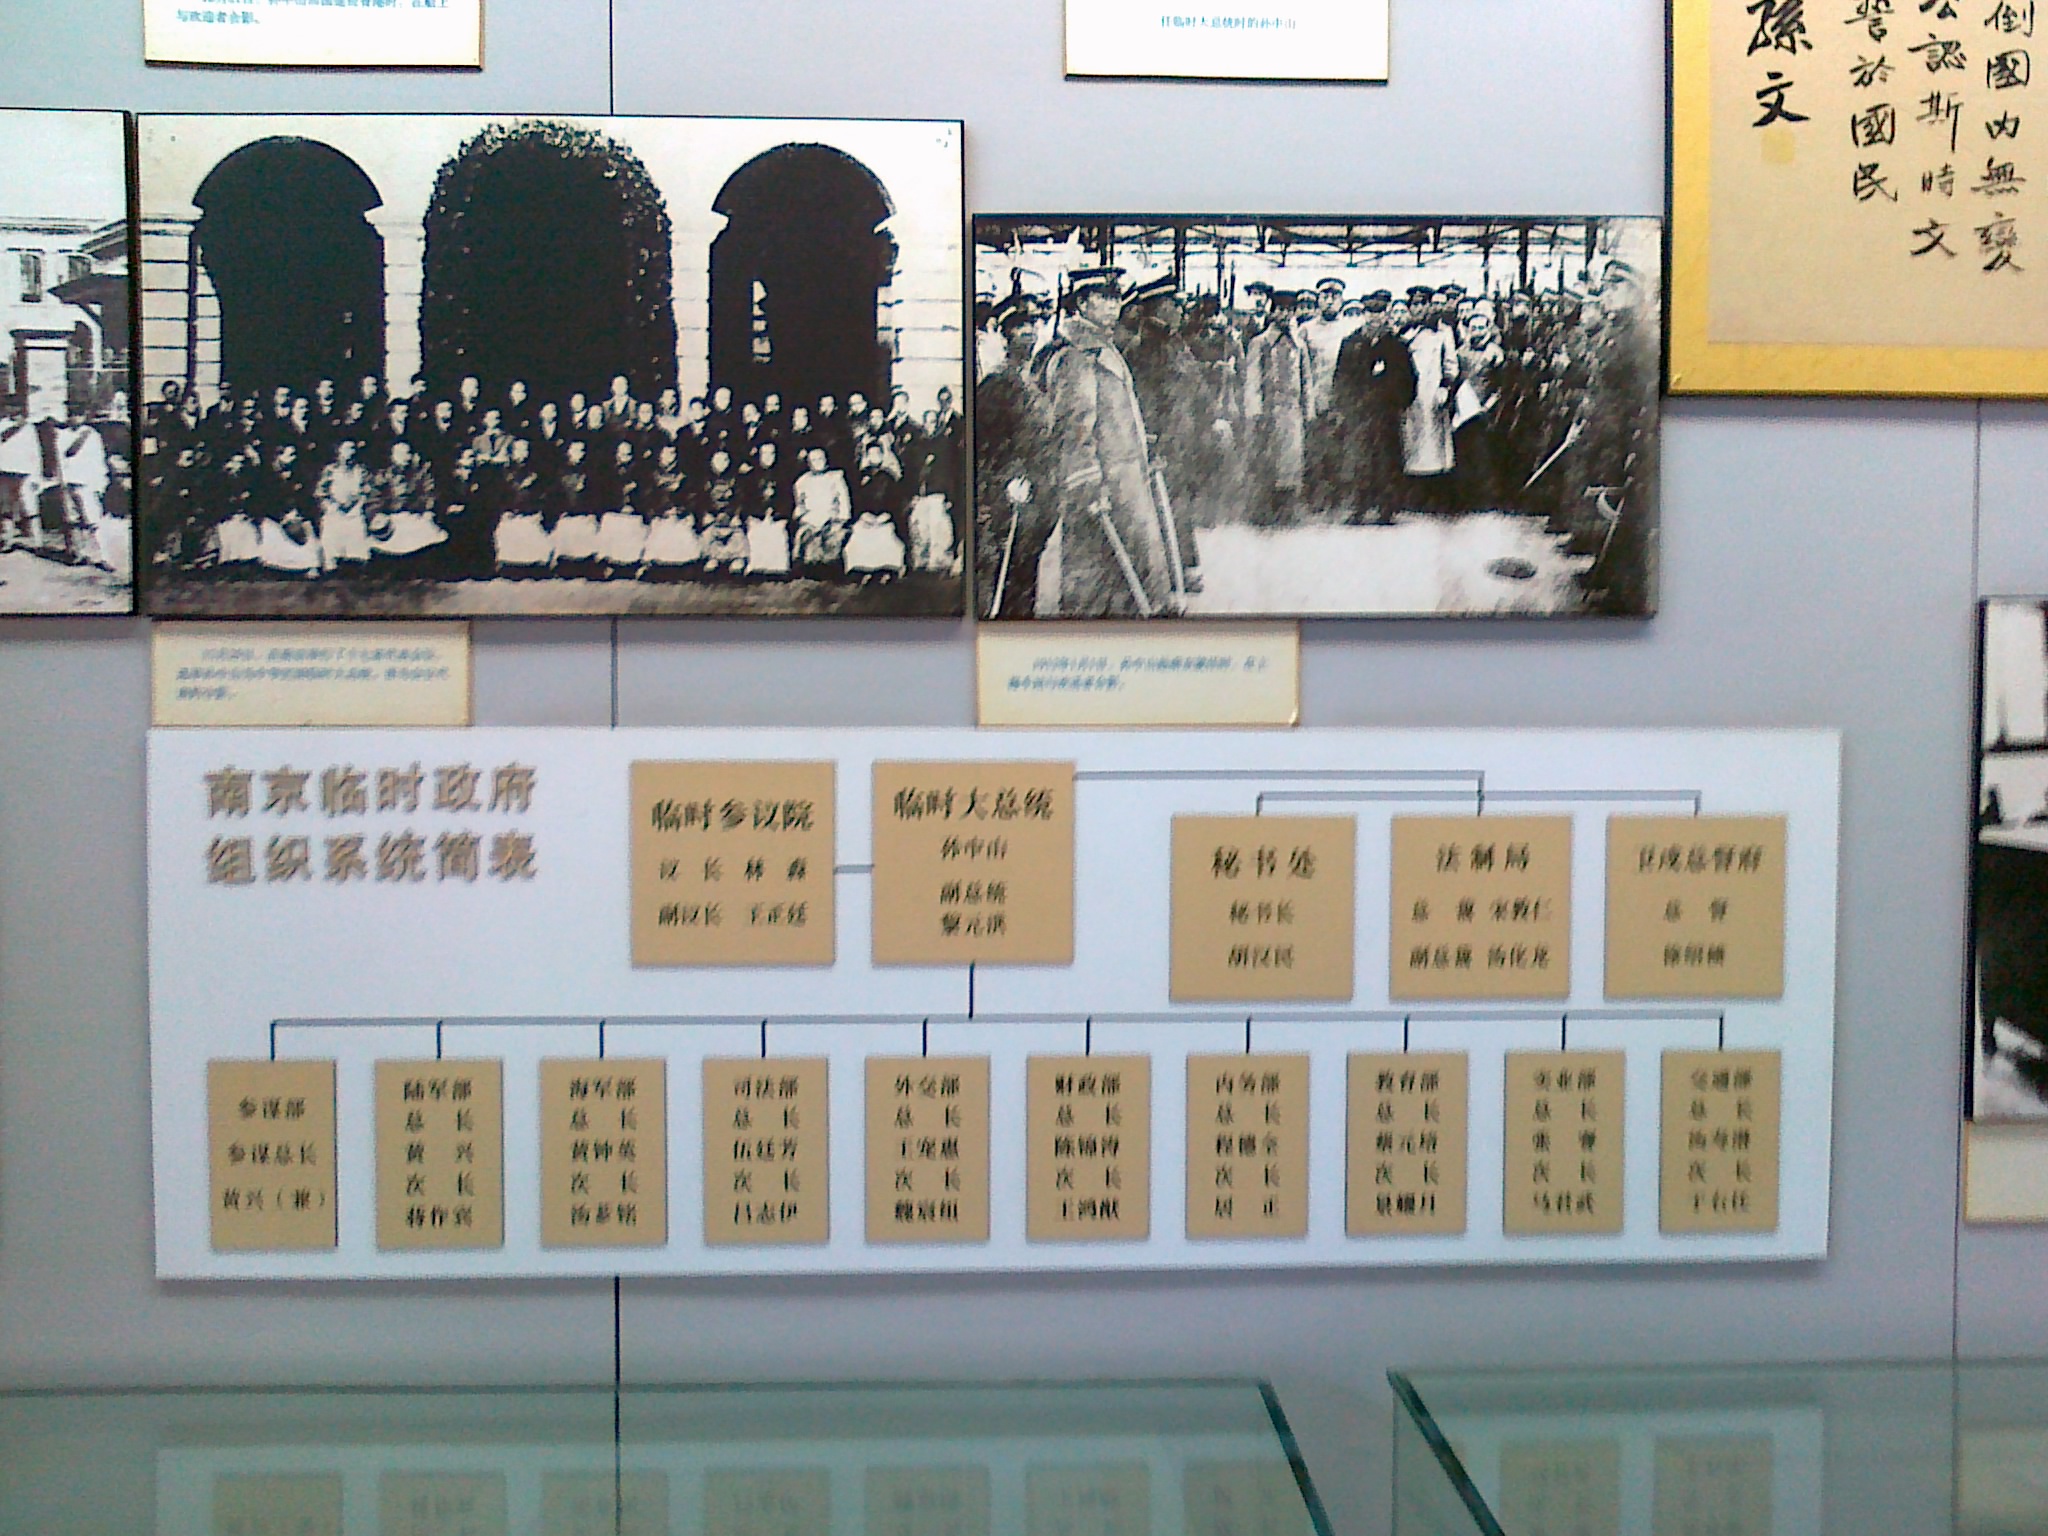 与欢迎者合影。
任临时大总统时的孙中山
倒國内無變
公認斯時文
誓於國民
孫文
南京临时政府
组织系统简表
临时参议院
议 长 林 森
副议长 王正廷
临时大总统
孙中山
副总统
黎元洪
秘书处
秘书长
胡汉民
法制局
总 裁 宋教仁
副总裁 汤化龙
卫戍总督府
总 督
徐绍桢
参谋部
参谋总长
黄兴（兼）
陆军部
总 长
黄 兴
次 长
蒋作宾
海军部
总 长
黄钟英
次 长
汤芗铭
司法部
总 长
伍廷芳
次 长
吕志伊
外交部
总 长
王宠惠
次 长
魏宸组
财政部
总 长
陈锦涛
次 长
王鸿猷
内务部
总 长
程德全
次 长
居 正
教育部
总 长
蔡元培
次 长
景耀月
实业部
总 长
张 謇
次 长
马君武
交通部
总 长
汤寿潜
次 长
于右任